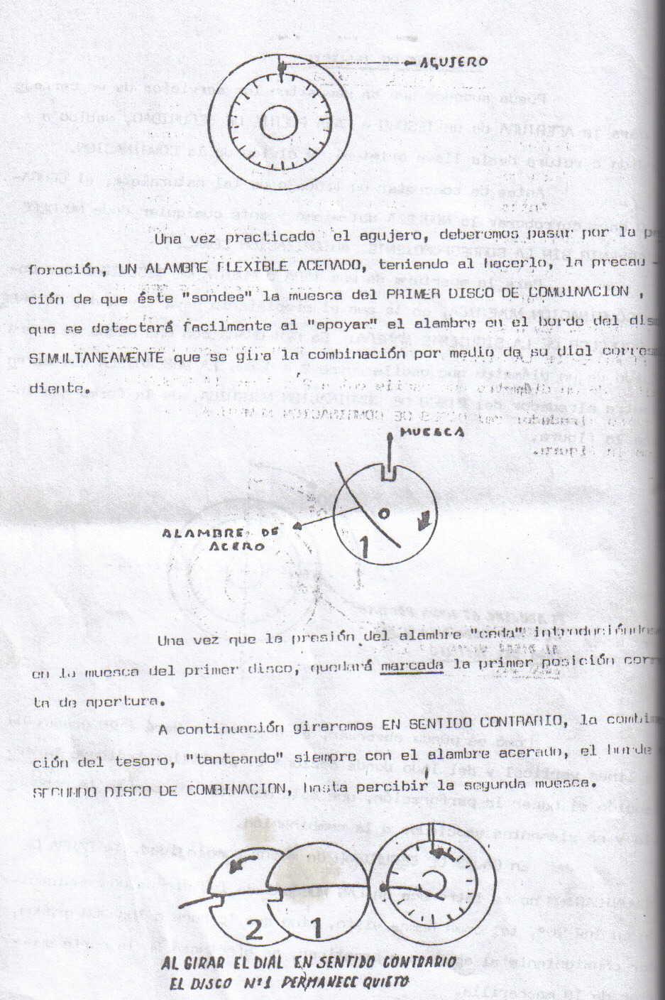 AGUJERO
Una vez practicado el agujero, deberemos pasar por la
foración, UN ALAMBRE FLEXIBLE ACERADO, teniendo al hacerlo, la precau -
ción de que éste "sondee" la muesca del PRIMER DISCO DE COMBINACION ,
que se detectará facilmente al "apoyar" el alambre en el borde del
SIMULTANEAMENTE que se gira la combinación por medio de su dial
diente.
MUESCA
ALAMBRE DE
ACERO
1
Una vez que la presión del alambre "ceda"
en la muesca del primer disco, quedará marcada la primer posición
ta de apertura.
A continuación giraremos EN SENTIDO CONTRARIO, la
ción del tesoro, "tanteando" siempre con el alambre acerado, el borde
SEGUNDO DISCO DE COMBINACION, hasta percibir la segunda muesca.
2 1
AL GIRAR EL DIAL EN SENTIDO CONTRARIO
EL DISCO Nº1 PERMANECE QUIETO